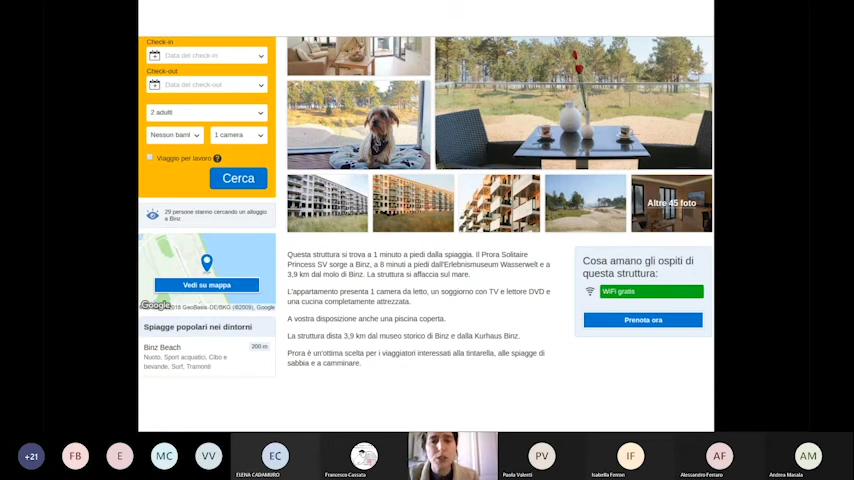 Check-in
Data del check-in
Check-out
Data del check-out
2 adulti
Nessun bambi
1 camera
Viaggio per lavoro ?
Cerca
29 persone stanno cercando un alloggio
a Binz
Vedi su mappa
Google
2018 GeoBasis-DE/BKG (©2009), Google
Spiagge popolari nei dintorni
Binz Beach
200 m
Nuoto, Sport acquatici, Cibo e
bevande, Surf, Tramonti
Altre 45 foto
Questa struttura si trova a 1 minuto a piedi dalla spiaggia. Il Prora Solitaire
Princess SV sorge a Binz, a 8 minuti a piedi dall'Erlebnismuseum Wasserwelt e a
3,9 km dal molo di Binz. La struttura si affaccia sul mare.
L'appartamento presenta 1 camera da letto, un soggiorno con TV e lettore DVD e
una cucina completamente attrezzata.
A vostra disposizione anche una piscina coperta.
La struttura dista 3,9 km dal museo storico di Binz e dalla Kurhaus Binz.
Prora è un'ottima scelta per i viaggiatori interessati alla tintarella, alle spiagge di
sabbia e a camminare.
Cosa amano gli ospiti di
questa struttura:
WiFi gratis
Prenota ora
+21
FB
E
MC
VV
EC
ELENA CADAMURO
Francesco Cassata
PV
Paola Valenti
IF
Isabella Ferron
AF
Alessandro Ferraro
AM
Andrea Masala